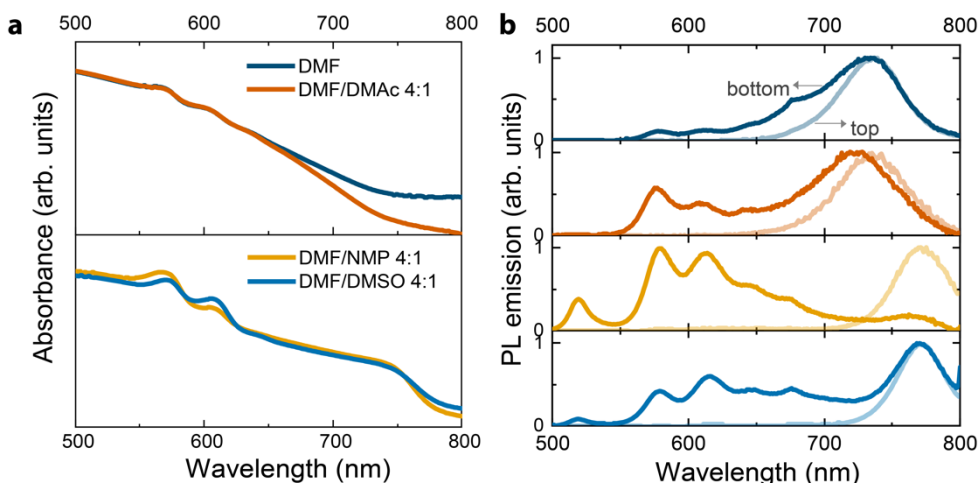 a
500 600 700 800
DMF
DMF/DMAc 4:1
DMF/NMP 4:1
DMF/DMSO 4:1
Absorbance (arb. units)
500 600 700 800
Wavelength (nm)
b
500 600 700 800
1
bottom
top
0
1
0
1
0
1
0
PL emission (arb. units)
500 600 700 800
Wavelength (nm)